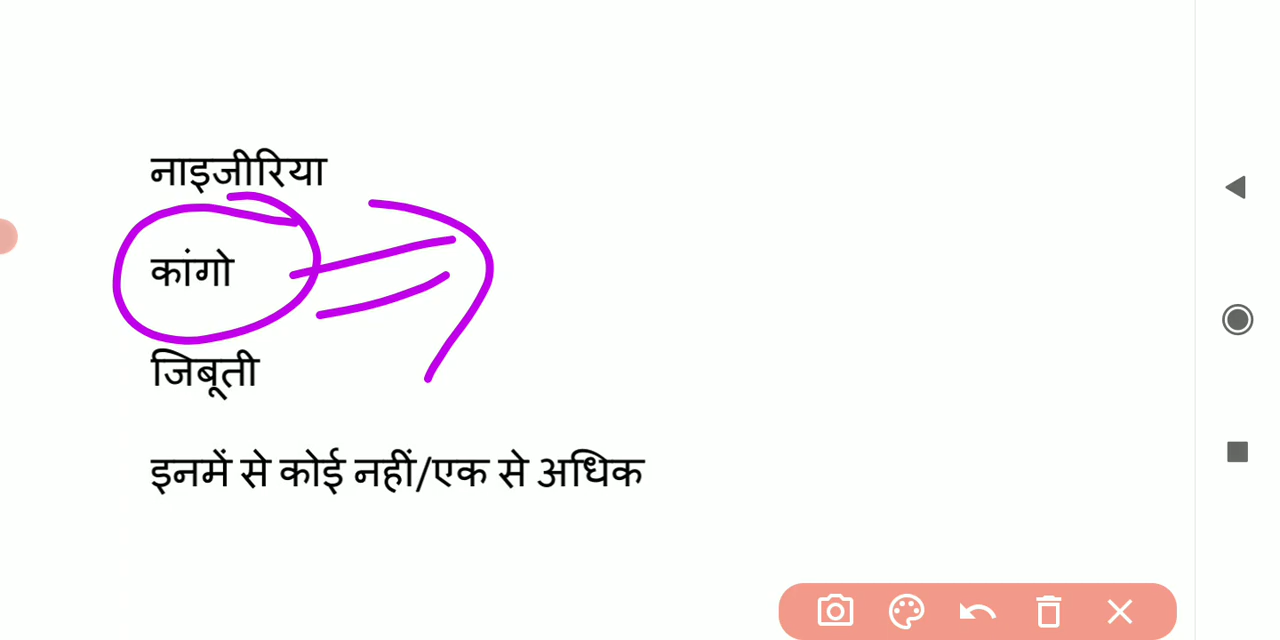 नाइजीरिया
कांगो
जिबूती
इनमें से कोई नहीं/एक से अधिक